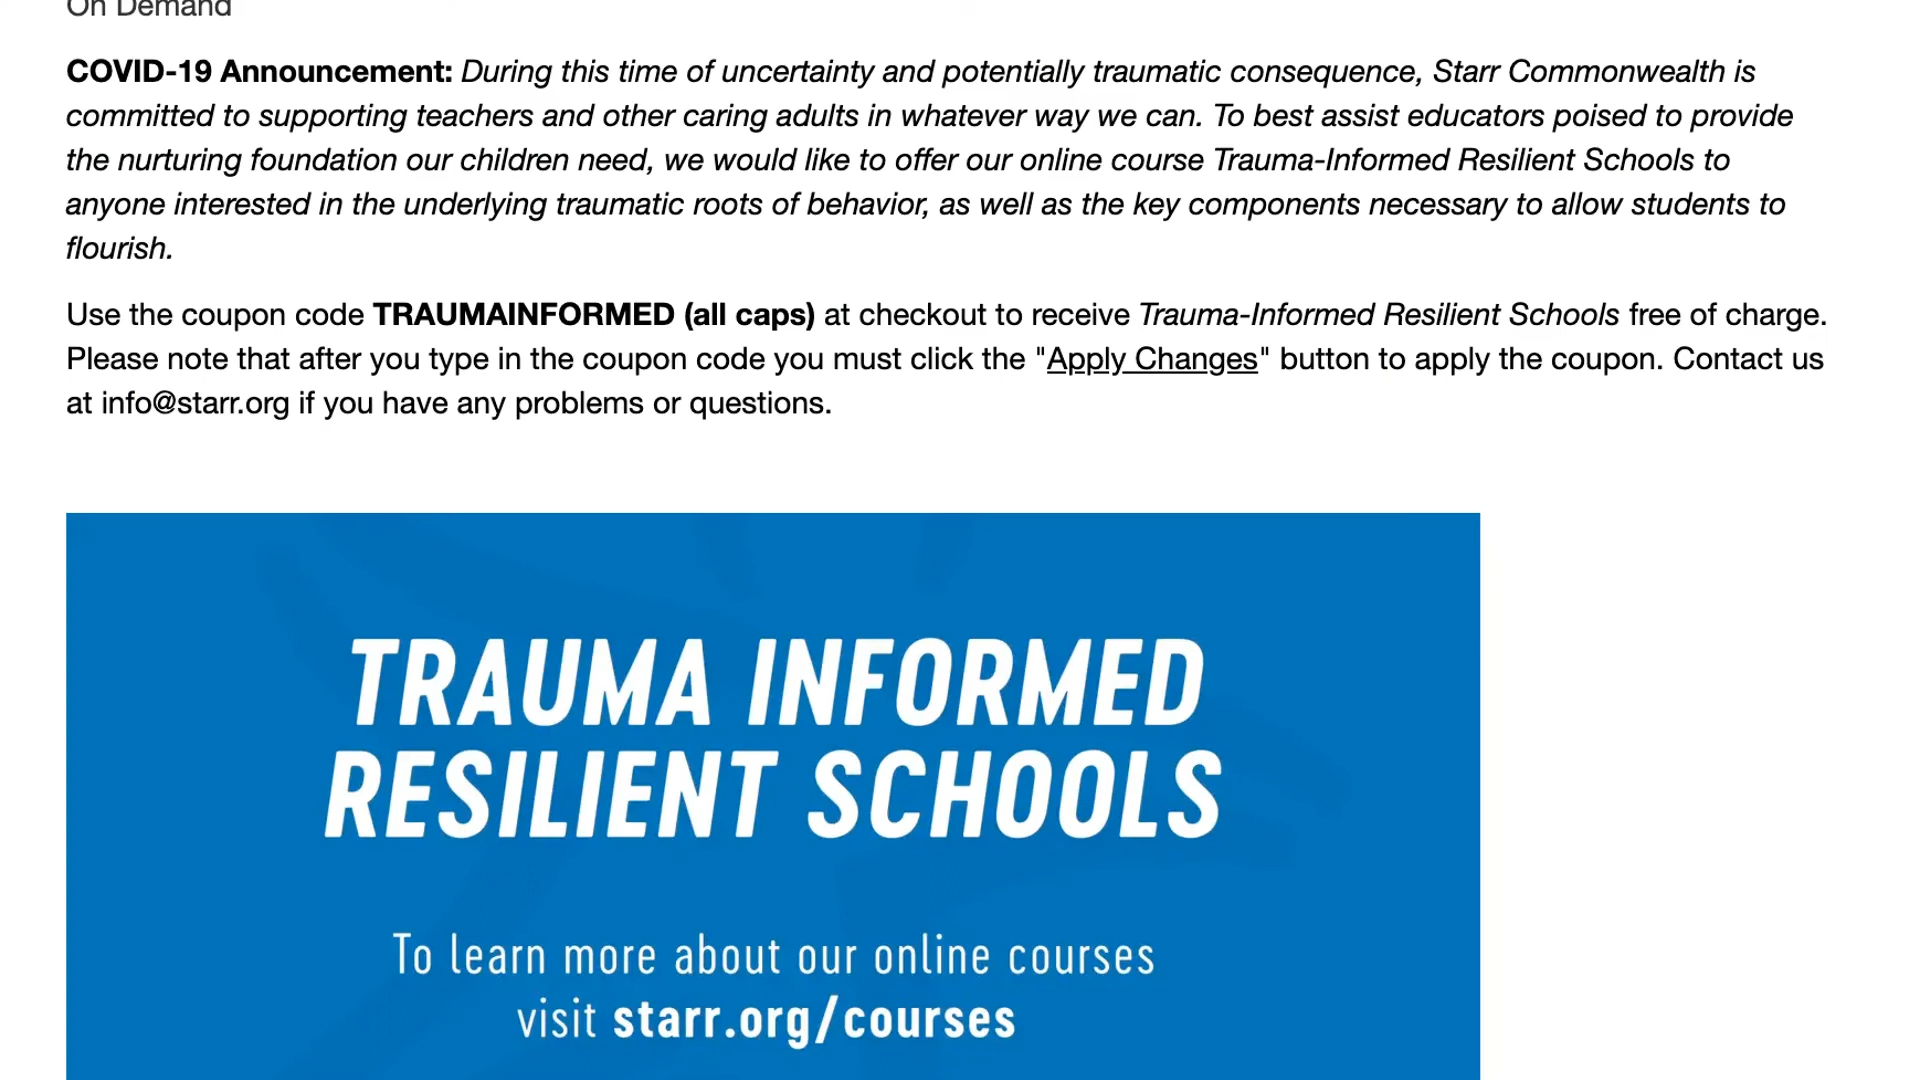 On Demand
COVID-19 Announcement: During this time of uncertainty and potentially traumatic consequence, Starr Commonwealth is
committed to supporting teachers and other caring adults in whatever way we can. To best assist educators poised to provide
the nurturing foundation our children need, we would like to offer our online course Trauma-Informed Resilient Schools to
anyone interested in the underlying traumatic roots of behavior, as well as the key components necessary to allow students to
flourish.
Use the coupon code TRAUMAINFORMED (all caps) at checkout to receive Trauma-Informed Resilient Schools free of charge.
Please note that after you type in the coupon code you must click the "Apply Changes" button to apply the coupon. Contact us
at info@starr.org if you have any problems or questions.
TRAUMA INFORMED
RESILIENT SCHOOLS
To learn more about our online courses
visit starr.org/courses